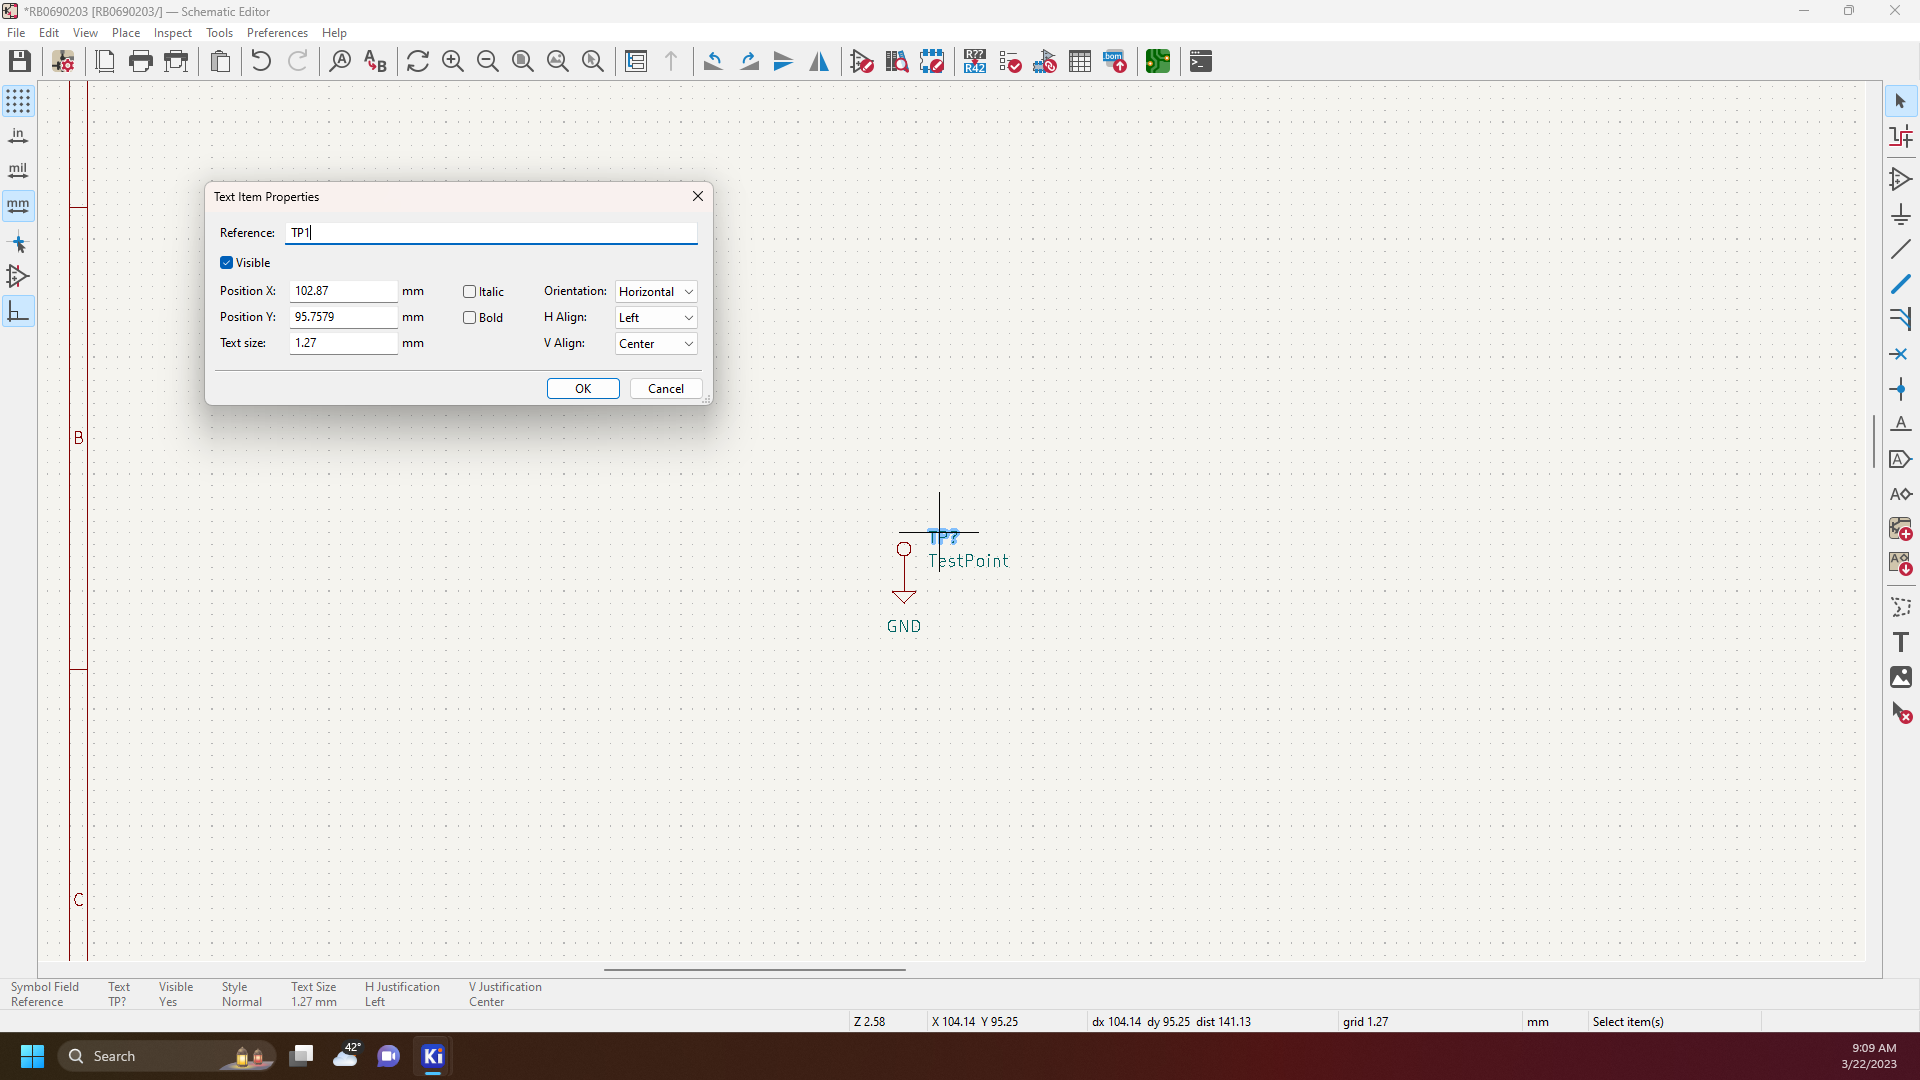 *RB0690203 [RB0690203/] — Schematic Editor
File Edit View Place Inspect Tools Preferences Help
A
A B
R??
R42
bom
in
mil
mm
Text Item Properties
Reference: TP1
Visible
Position X: 102.87 mm Italic Orientation: Horizontal
Position Y: 95.7579 mm Bold H Align: Left
Text size: 1.27 mm V Align: Center
OK Cancel
B
TP?
TestPoint
GND
C
A
A
A
A
T
Symbol Field Text Visible Style Text Size H Justification V Justification
Reference TP? Yes Normal 1.27 mm Left Center
Z 2.58 X 104.14 Y 95.25 dx 104.14 dy 95.25 dist 141.13 grid 1.27 mm Select item(s)
Search
42°
Ki
9:09 AM
3/22/2023